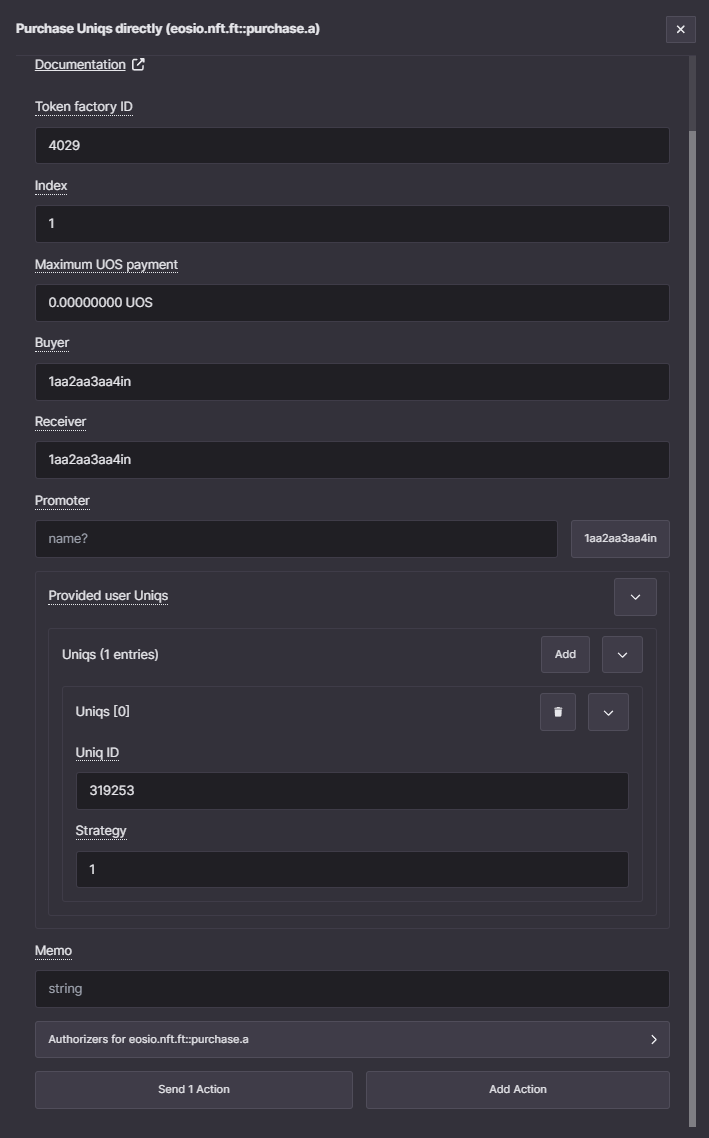 Purchase Uniqs directly (eosio.nft.ft::purchase.a)
Documentation
Token factory ID
4029
Index
1
Maximum UOS payment
0.00000000 UOS
Buyer
1aa2aa3aa4in
Receiver
1aa2aa3aa4in
Promoter
name? 1aa2aa3aa4in
Provided user Uniqs
Uniqs (1 entries) Add
Uniqs [0]
Uniq ID
319253
Strategy
1
Memo
string
Authorizers for eosio.nft.ft::purchase.a
Send 1 Action Add Action